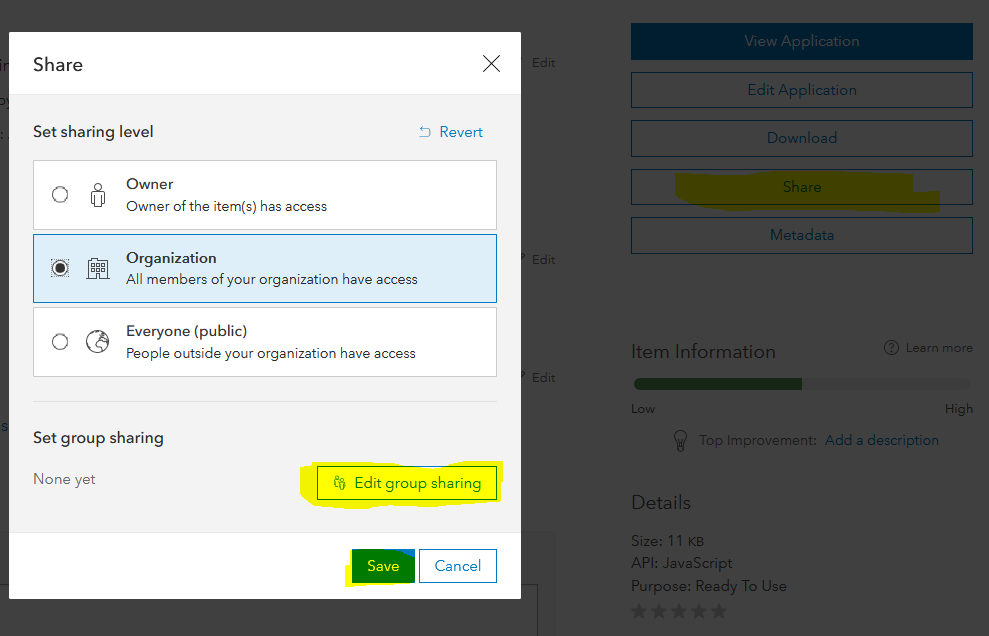 Share
Set sharing level
Revert
Owner
Owner of the item(s) has access
Organization
All members of your organization have access
Everyone (public)
People outside your organization have access
Set group sharing
None yet
Edit group sharing
Save
Cancel
Edit
Edit
Edit
View Application
Edit Application
Download
Share
Metadata
Item Information
Learn more
Low
High
Top Improvement: Add a description
Details
Size: 11 KB
API: JavaScript
Purpose: Ready To Use